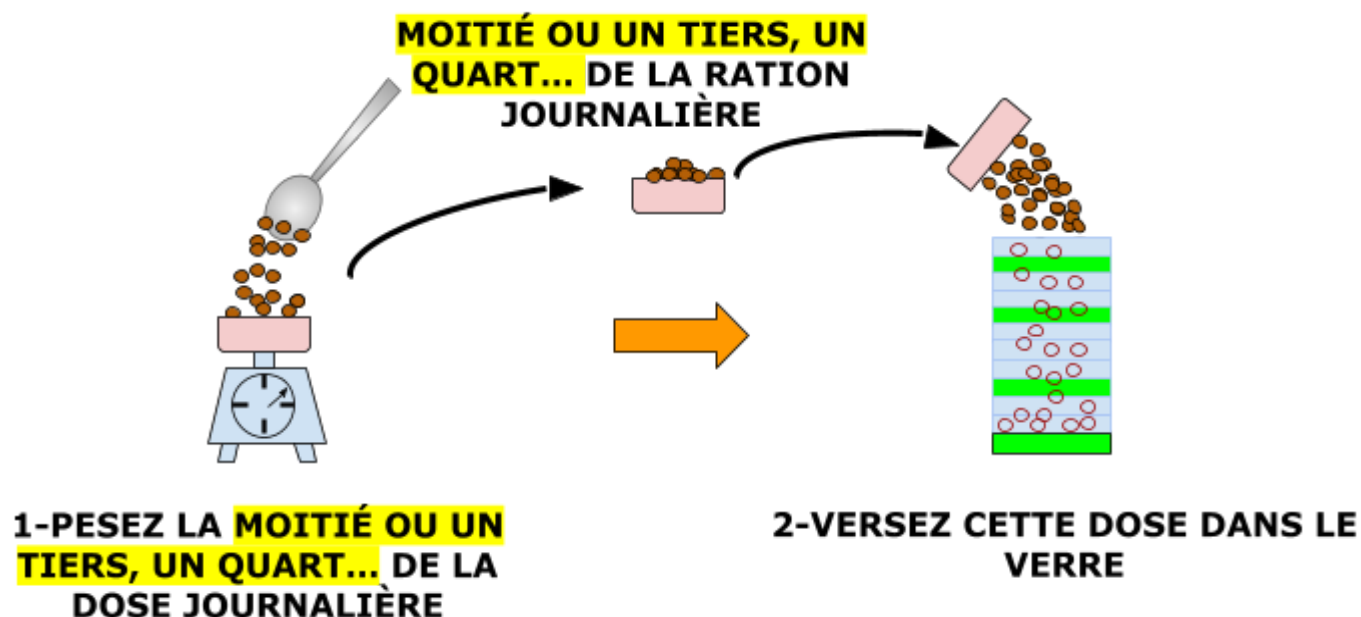 MOITIÉ OU UN TIERS, UN
QUART... DE LA RATION
JOURNALIÈRE
1-PESEZ LA MOITIÉ OU UN
TIERS, UN QUART... DE LA
DOSE JOURNALIÈRE
2-VERSEZ CETTE DOSE DANS LE
VERRE